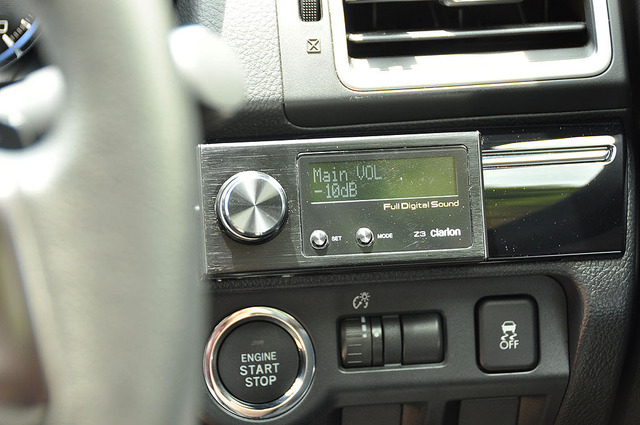 Main VOL
-10dB
Full Digital Sound
SET
MODE
Z3 Clarion
ENGINE
START
STOP
OFF